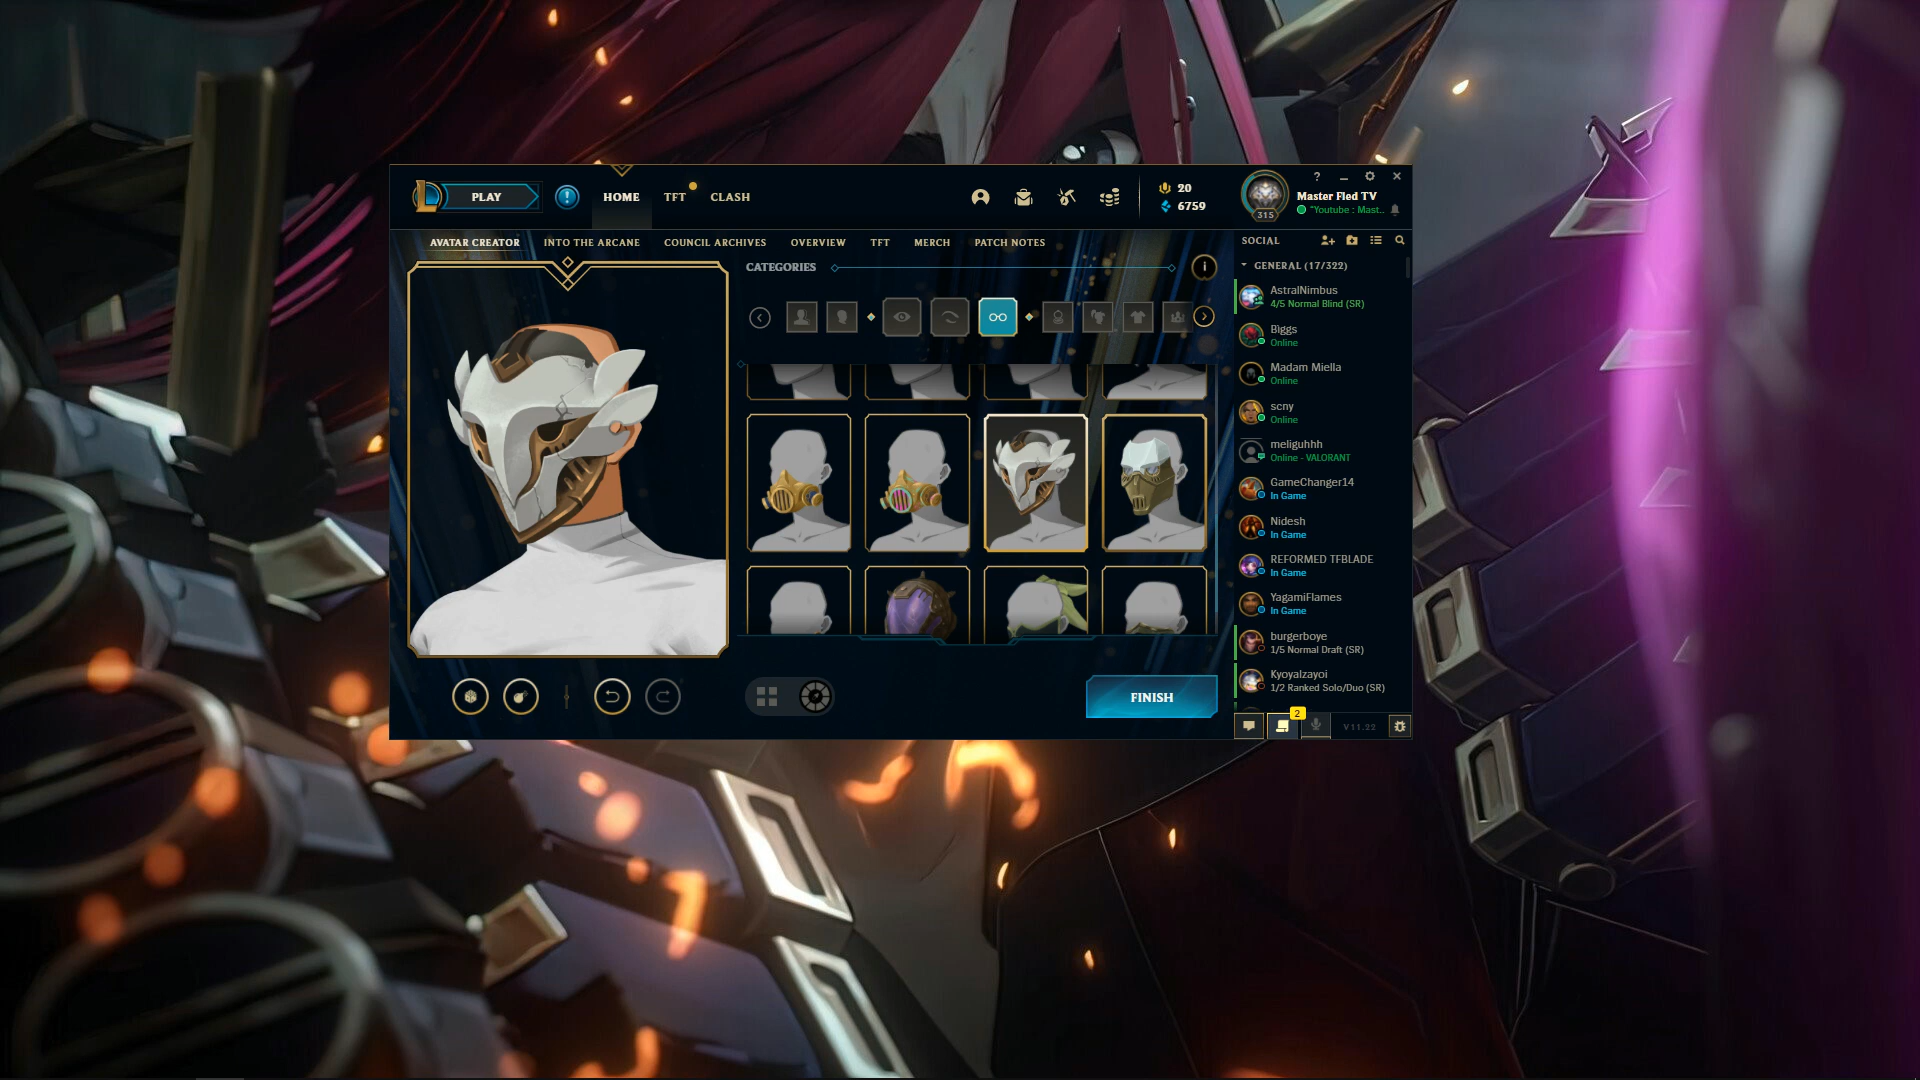 PLAY
HOME
TFT
CLASH
20
6759
315
Master Fled TV
"Youtube : Mast..
AVATAR CREATOR
INTO THE ARCANE
COUNCIL ARCHIVES
OVERVIEW
TFT
MERCH
PATCH NOTES
CATEGORIES
FINISH
SOCIAL
GENERAL (17/322)
AstralNimbus
4/5 Normal Blind (SR)
Biggs
Online
Madam Miella
Online
scny
Online
meliguhhh
Online - VALORANT
GameChanger14
In Game
Nidesh
In Game
REFORMED TFBLADE
In Game
YagamiFlames
In Game
burgerboye
1/5 Normal Draft (SR)
KyoyaIzayoi
1/2 Ranked Solo/Duo (SR)
2
V11.22